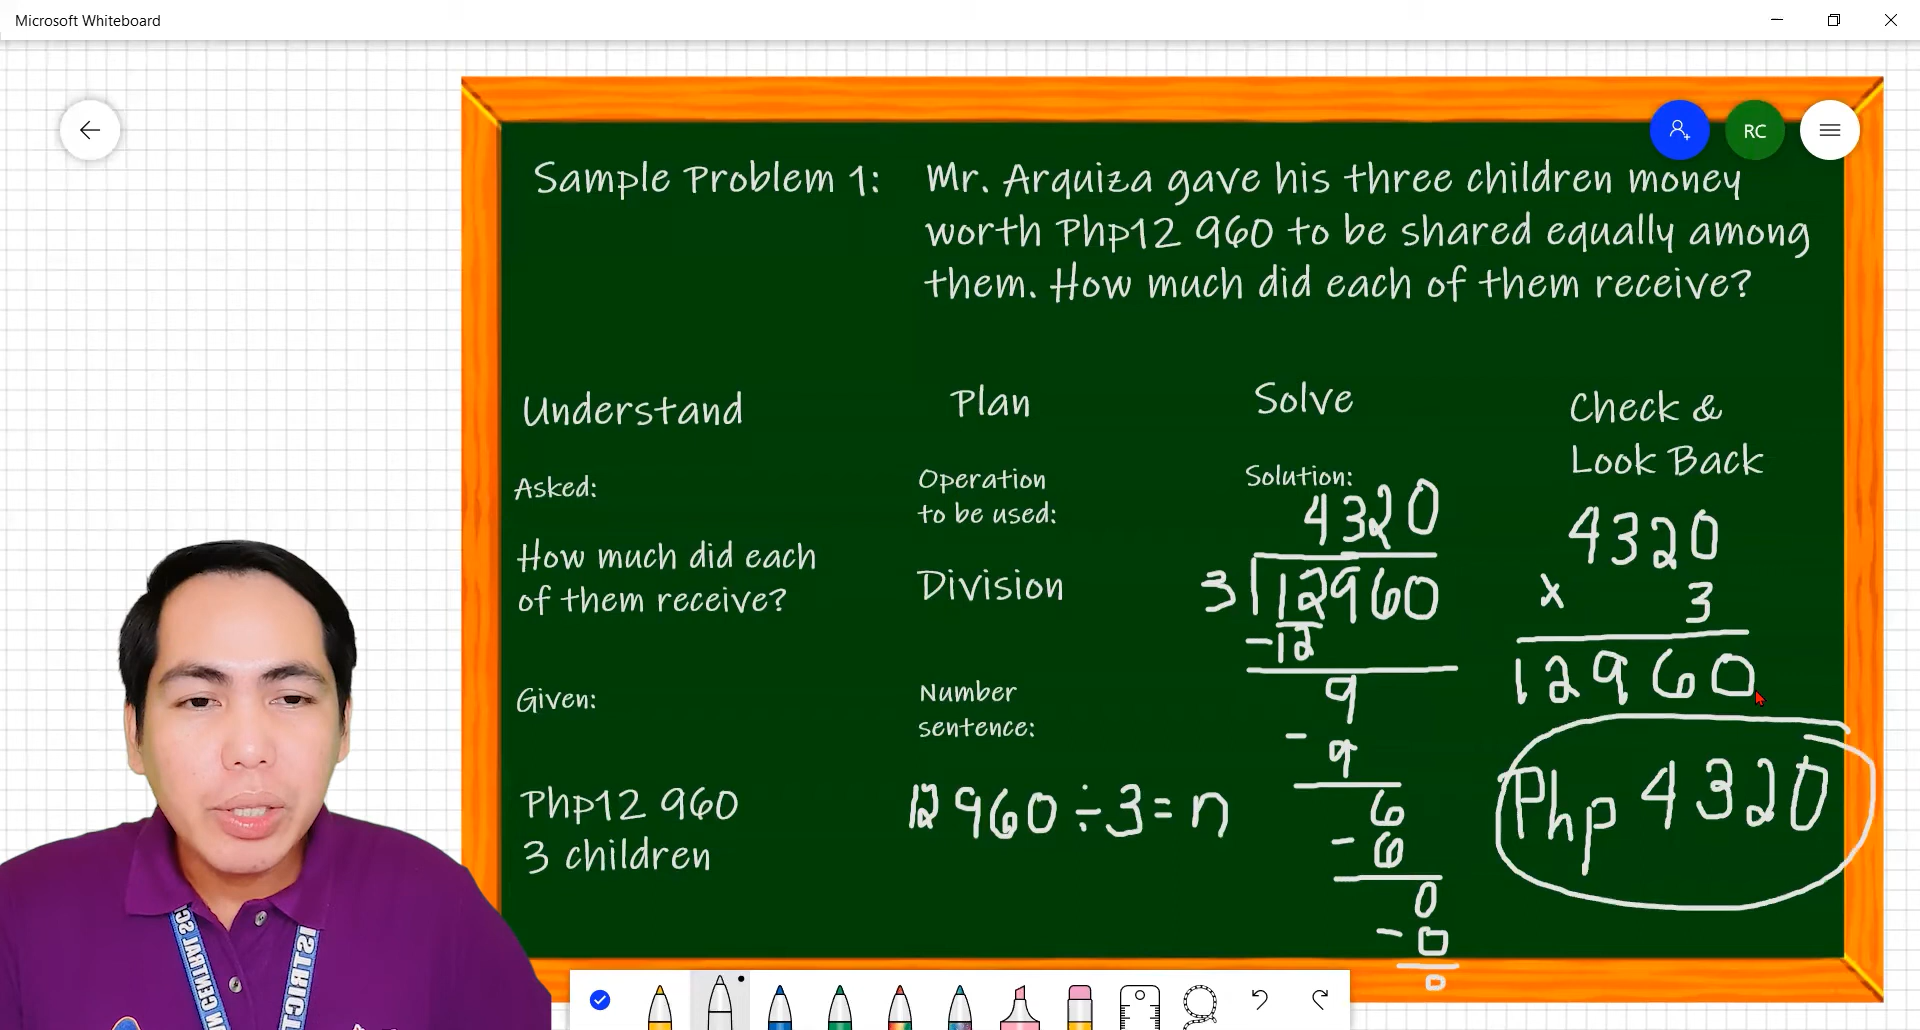 Microsoft Whiteboard
RC
Sample Problem 1:
Mr. Arquiza gave his three children money
worth Php12 960 to be shared equally among
them. How much did each of them receive?
Understand
Asked:
How much did each
of them receive?
Given:
Php12 960
3 children
Plan
Operation
to be used:
Division
Number
sentence:
12960 ÷ 3 = n
Solve
Solution:
4320
3 12960
-12
9
- 9
6
- 6
0
- 0
0
Check &
Look Back
4320
x 3
12960
Php 4320